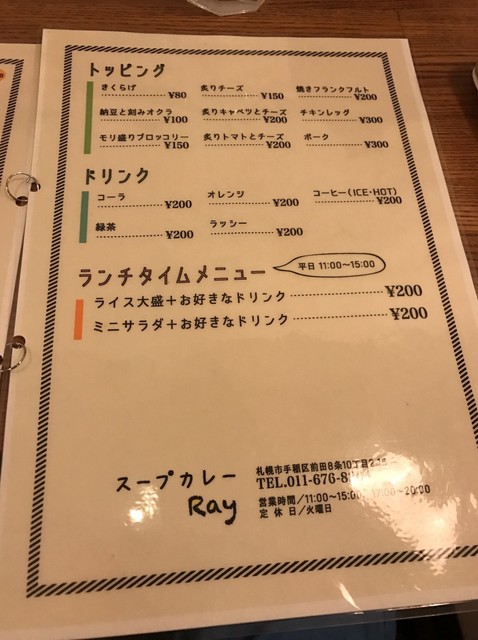 トッピング
きくらげ ¥80 炙りチーズ ¥150 焼きフランクフルト ¥200
納豆と刻みオクラ ¥100 炙りキャベツとチーズ ¥200 チキンレッグ ¥300
モリ盛りブロッコリー ¥150 炙りトマトとチーズ ¥200 ポーク ¥300
ドリンク
コーラ ¥200 オレンジ ¥200 コーヒー(ICE・HOT) ¥200
緑茶 ¥200 ラッシー ¥200
ランチタイムメニュー 平日 11:00〜15:00
ライス大盛+お好きなドリンク ¥200
ミニサラダ+お好きなドリンク ¥200
スープカレー
Ray
札幌市手稲区前田8条10丁目
TEL.011-676-
営業時間/11:00〜15:00 17:00〜20:00
定休日/火曜日